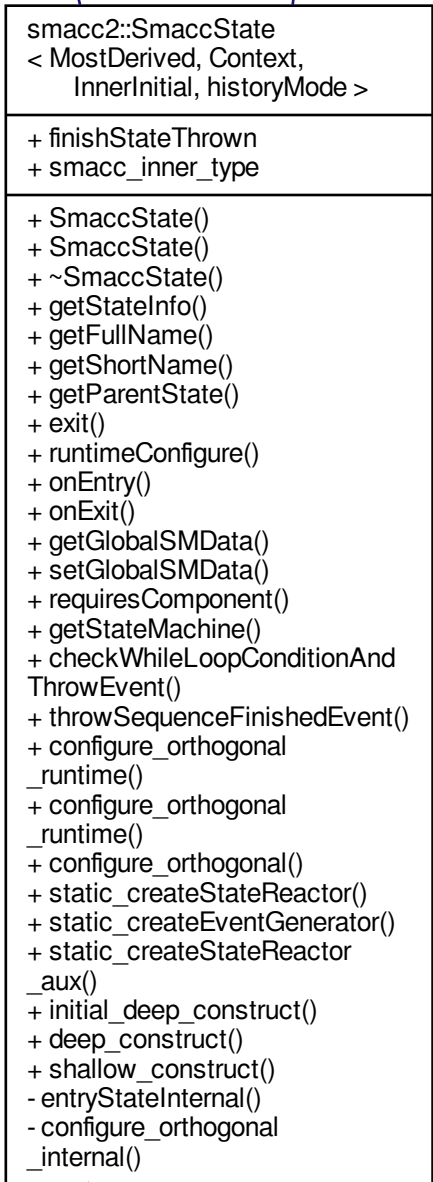 smacc2::SmaccState
< MostDerived, Context,
InnerInitial, historyMode >
+ finishStateThrown
+ smacc_inner_type
+ SmaccState()
+ SmaccState()
+ ~SmaccState()
+ getStateInfo()
+ getFullName()
+ getShortName()
+ getParentState()
+ exit()
+ runtimeConfigure()
+ onEntry()
+ onExit()
+ getGlobalSMData()
+ setGlobalSMData()
+ requiresComponent()
+ getStateMachine()
+ checkWhileLoopConditionAnd
ThrowEvent()
+ throwSequenceFinishedEvent()
+ configure_orthogonal
_runtime()
+ configure_orthogonal
_runtime()
+ configure_orthogonal()
+ static_createStateReactor()
+ static_createEventGenerator()
+ static_createStateReactor
_aux()
+ initial_deep_construct()
+ deep_construct()
+ shallow_construct()
- entryStateInternal()
- configure_orthogonal
_internal()